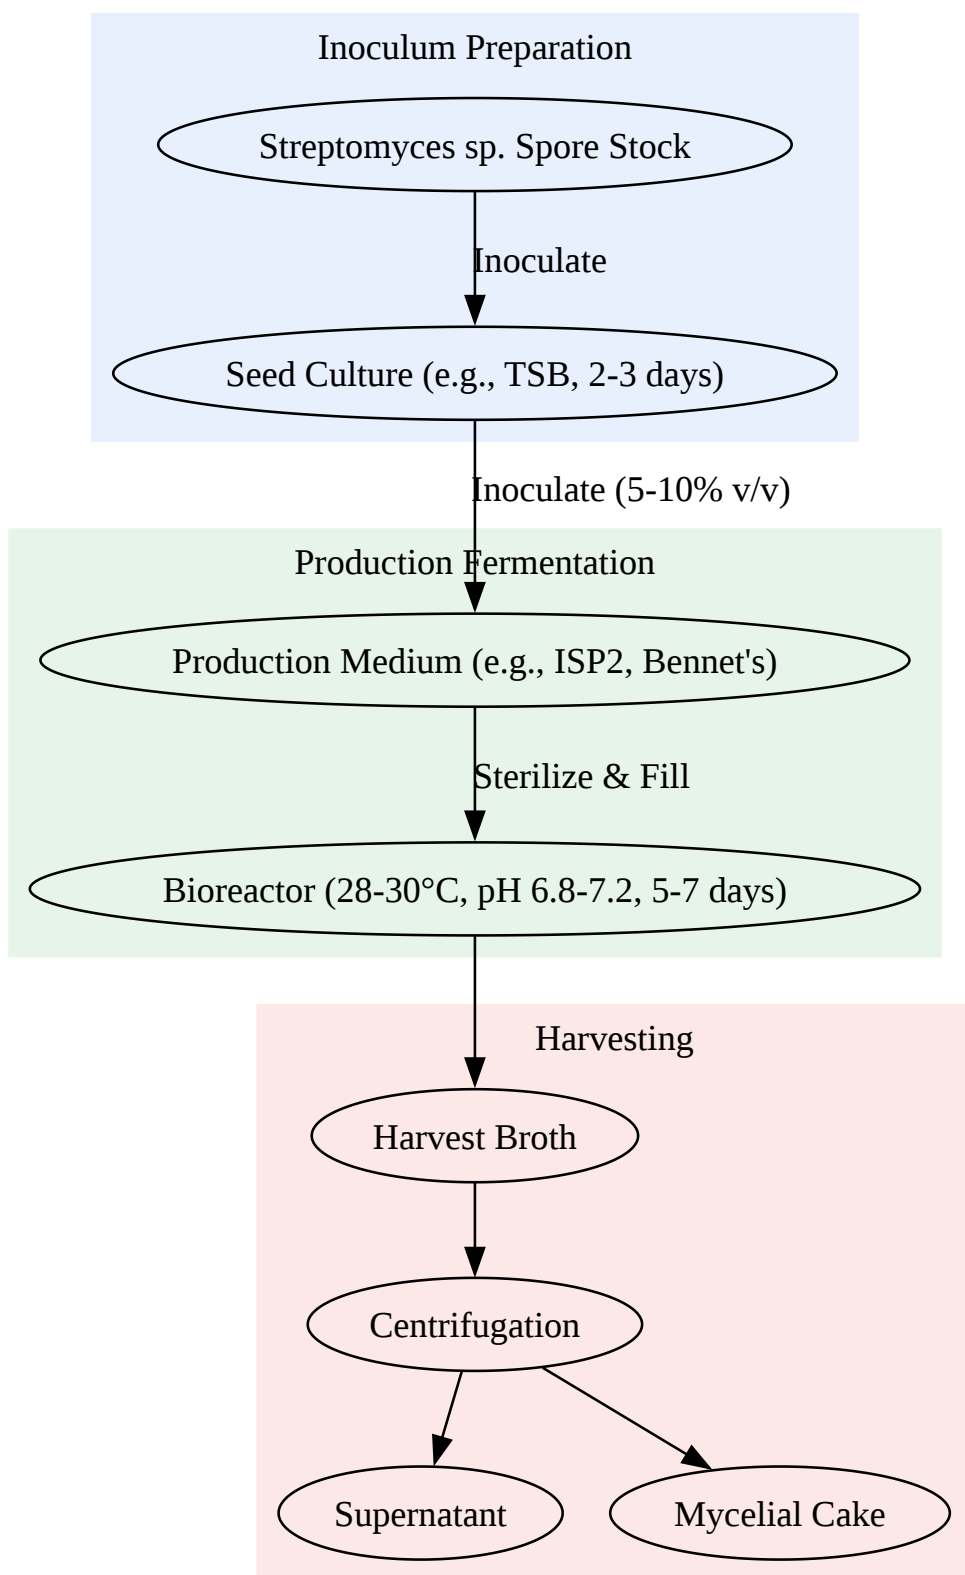 Inoculum Preparation
Streptomyces sp. Spore Stock
Inoculate
Seed Culture (e.g., TSB, 2-3 days)
Inoculate (5-10% v/v)
Production Fermentation
Production Medium (e.g., ISP2, Bennet's)
Sterilize & Fill
Bioreactor (28-30°C, pH 6.8-7.2, 5-7 days)
Harvesting
Harvest Broth
Centrifugation
Supernatant
Mycelial Cake